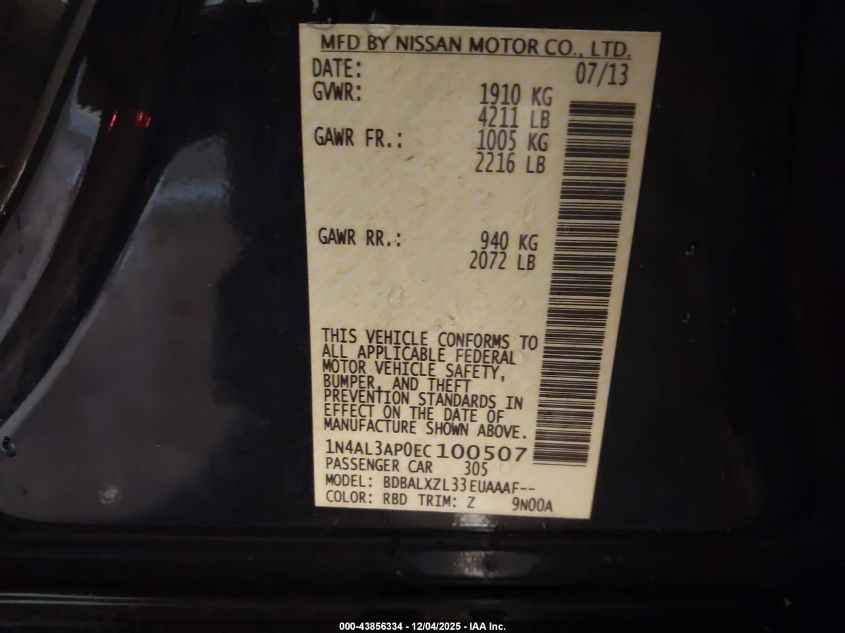 MFD BY NISSAN MOTOR CO., LTD.
DATE: 07/13
GVWR: 1910 KG
4211 LB
GAWR FR.: 1005 KG
2216 LB
GAWR RR.: 940 KG
2072 LB
THIS VEHICLE CONFORMS TO
ALL APPLICABLE FEDERAL
MOTOR VEHICLE SAFETY,
BUMPER, AND THEFT
PREVENTION STANDARDS IN
EFFECT ON THE DATE OF
MANUFACTURE SHOWN ABOVE.
1N4AL3AP0EC100507
PASSENGER CAR 305
MODEL: BDBALXZL33EUAAAF--
COLOR: RBD TRIM: Z 9N00A
000-43856334 - 12/04/2025 - IAA Inc.